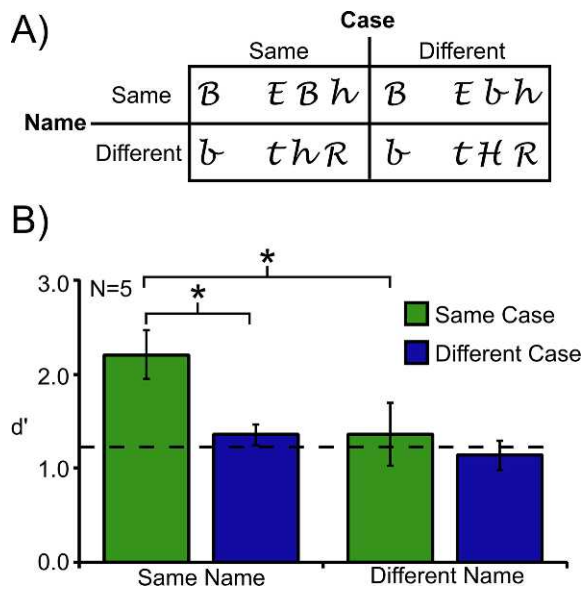 A)
Case
Same Different
Same B E B h B E b h
Name
Different b t h R b t H R
B)
3.0
N=5
*
*
Same Case
Different Case
2.0
d'
1.0
0.0
Same Name Different Name